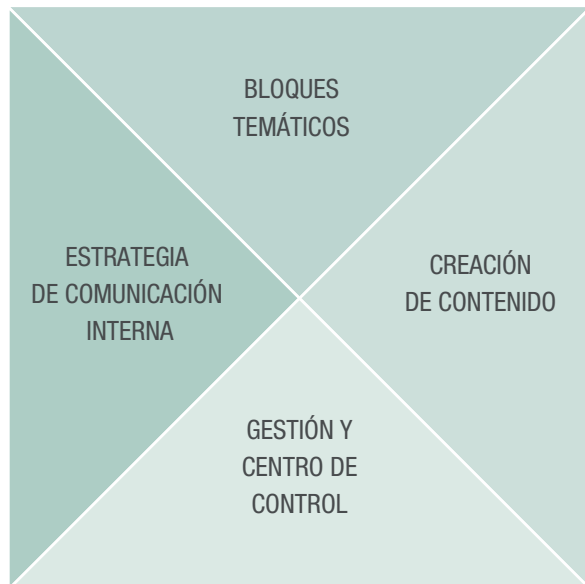 BLOQUES
TEMÁTICOS
ESTRATEGIA
DE COMUNICACIÓN
INTERNA
CREACIÓN
DE CONTENIDO
GESTIÓN Y
CENTRO DE
CONTROL